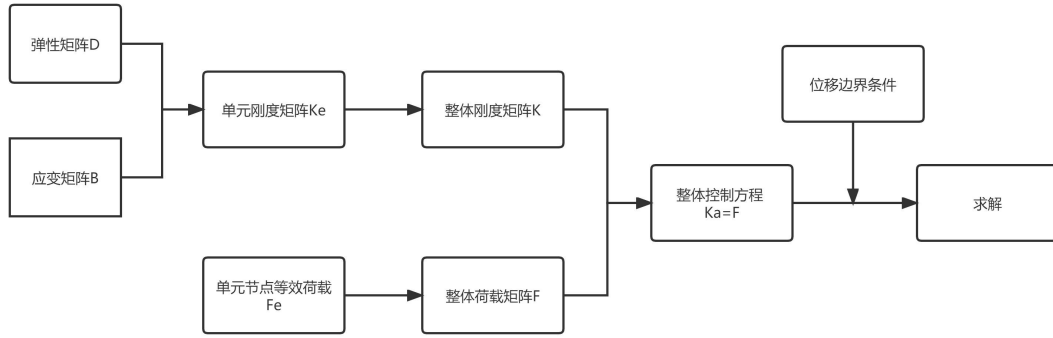 弹性矩阵D
应变矩阵B
单元刚度矩阵Ke
整体刚度矩阵K
单元节点等效荷载
Fe
整体荷载矩阵F
整体控制方程
Ka=F
位移边界条件
求解